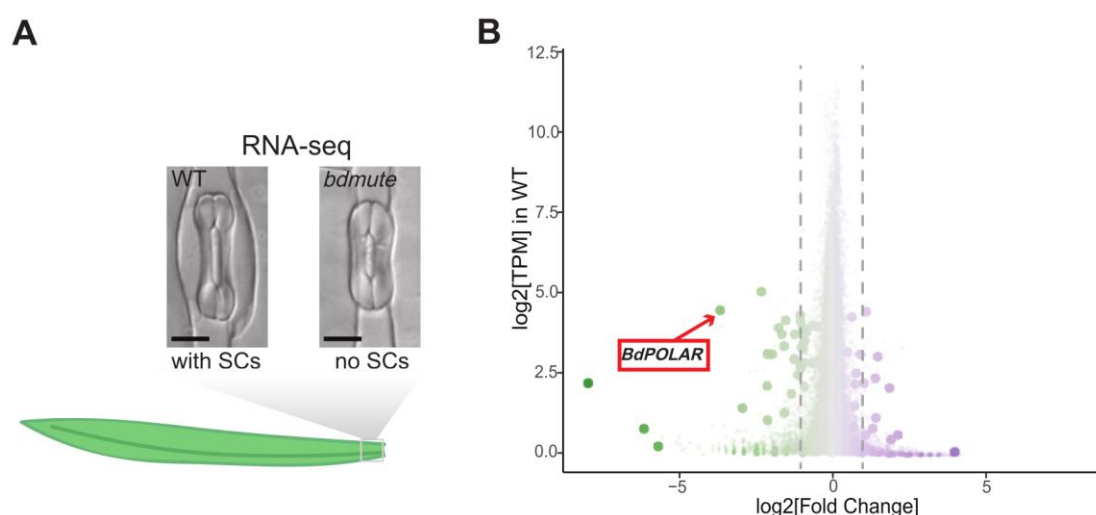 A
RNA-seq
WT
bdmute
with SCs
no SCs
B
12.5
10.0
7.5
5.0
2.5
0.0
log2[TPM] in WT
BdPOLAR
−5
0
5
log2[Fold Change]